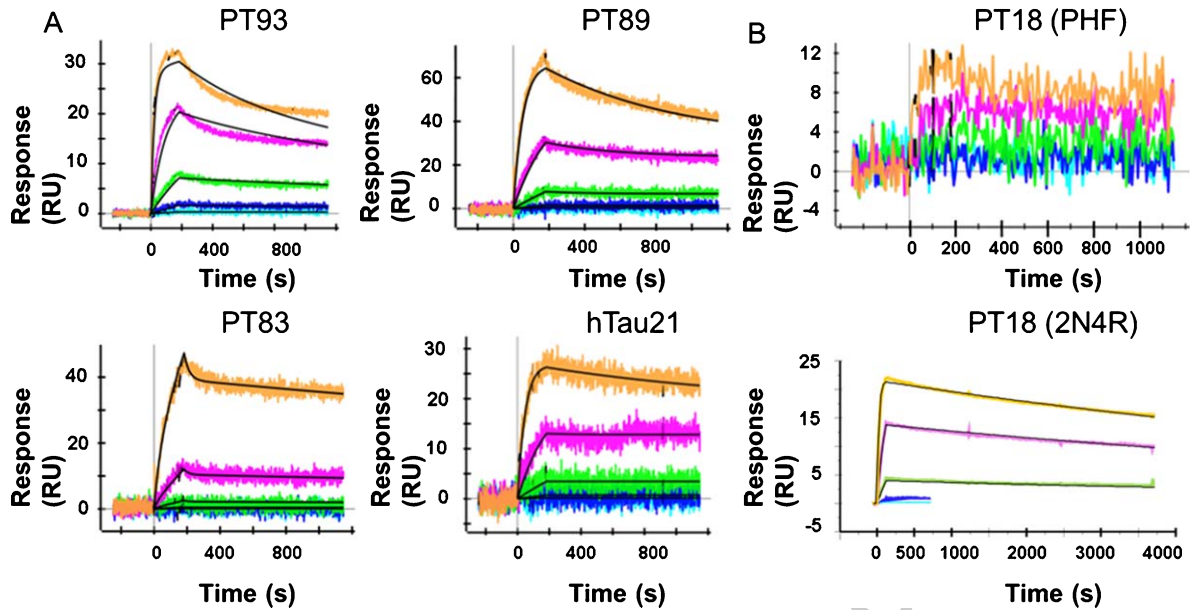 A
PT93
PT89
B
PT18 (PHF)
30
20
10
0
Response
(RU)
0
400
800
Time (s)
60
40
20
0
Response
(RU)
0
400
800
Time (s)
12
8
4
0
-4
Response
(RU)
0
200
400
600
800
1000
Time (s)
PT83
hTau21
PT18 (2N4R)
40
20
0
Response
(RU)
0
400
800
Time (s)
30
20
10
0
Response
(RU)
0
400
800
Time (s)
25
15
5
-5
Response
(RU)
0
500
1000
2000
3000
4000
Time (s)